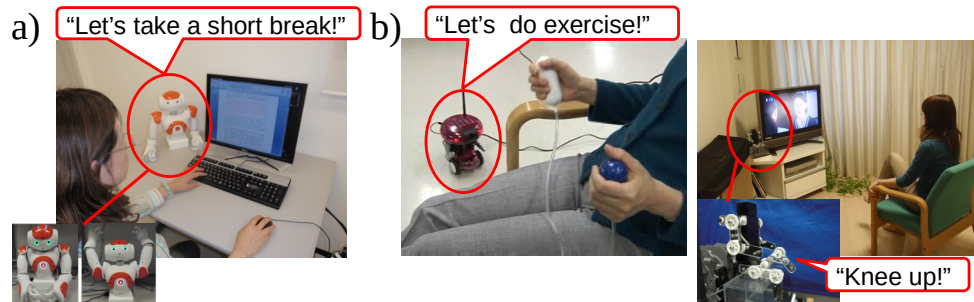 a)
“Let’s take a short break!”
b)
“Let’s do exercise!”
“Knee up!”